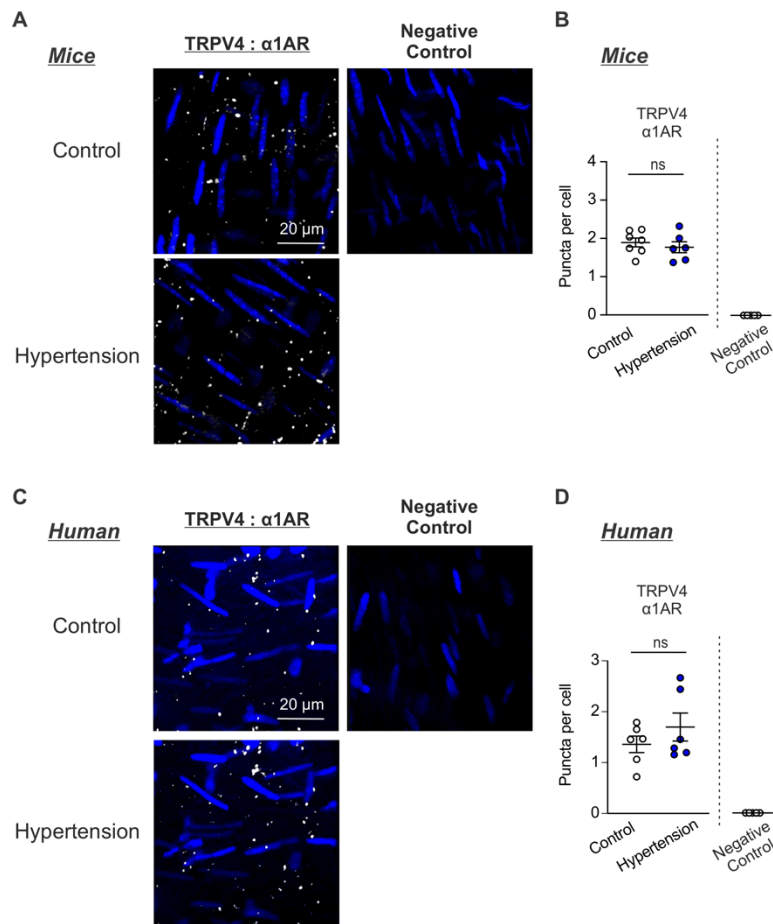 A
Mice
TRPV4 : α1AR
Negative
Control
Control
20 µm
Hypertension
B
Mice
TRPV4
α1AR
ns
4
3
2
1
0
Puncta per cell
Control
Hypertension
Negative
Control
C
Human
TRPV4 : α1AR
Negative
Control
Control
20 µm
Hypertension
D
Human
TRPV4
α1AR
ns
3
2
1
0
Puncta per cell
Control
Hypertension
Negative
Control